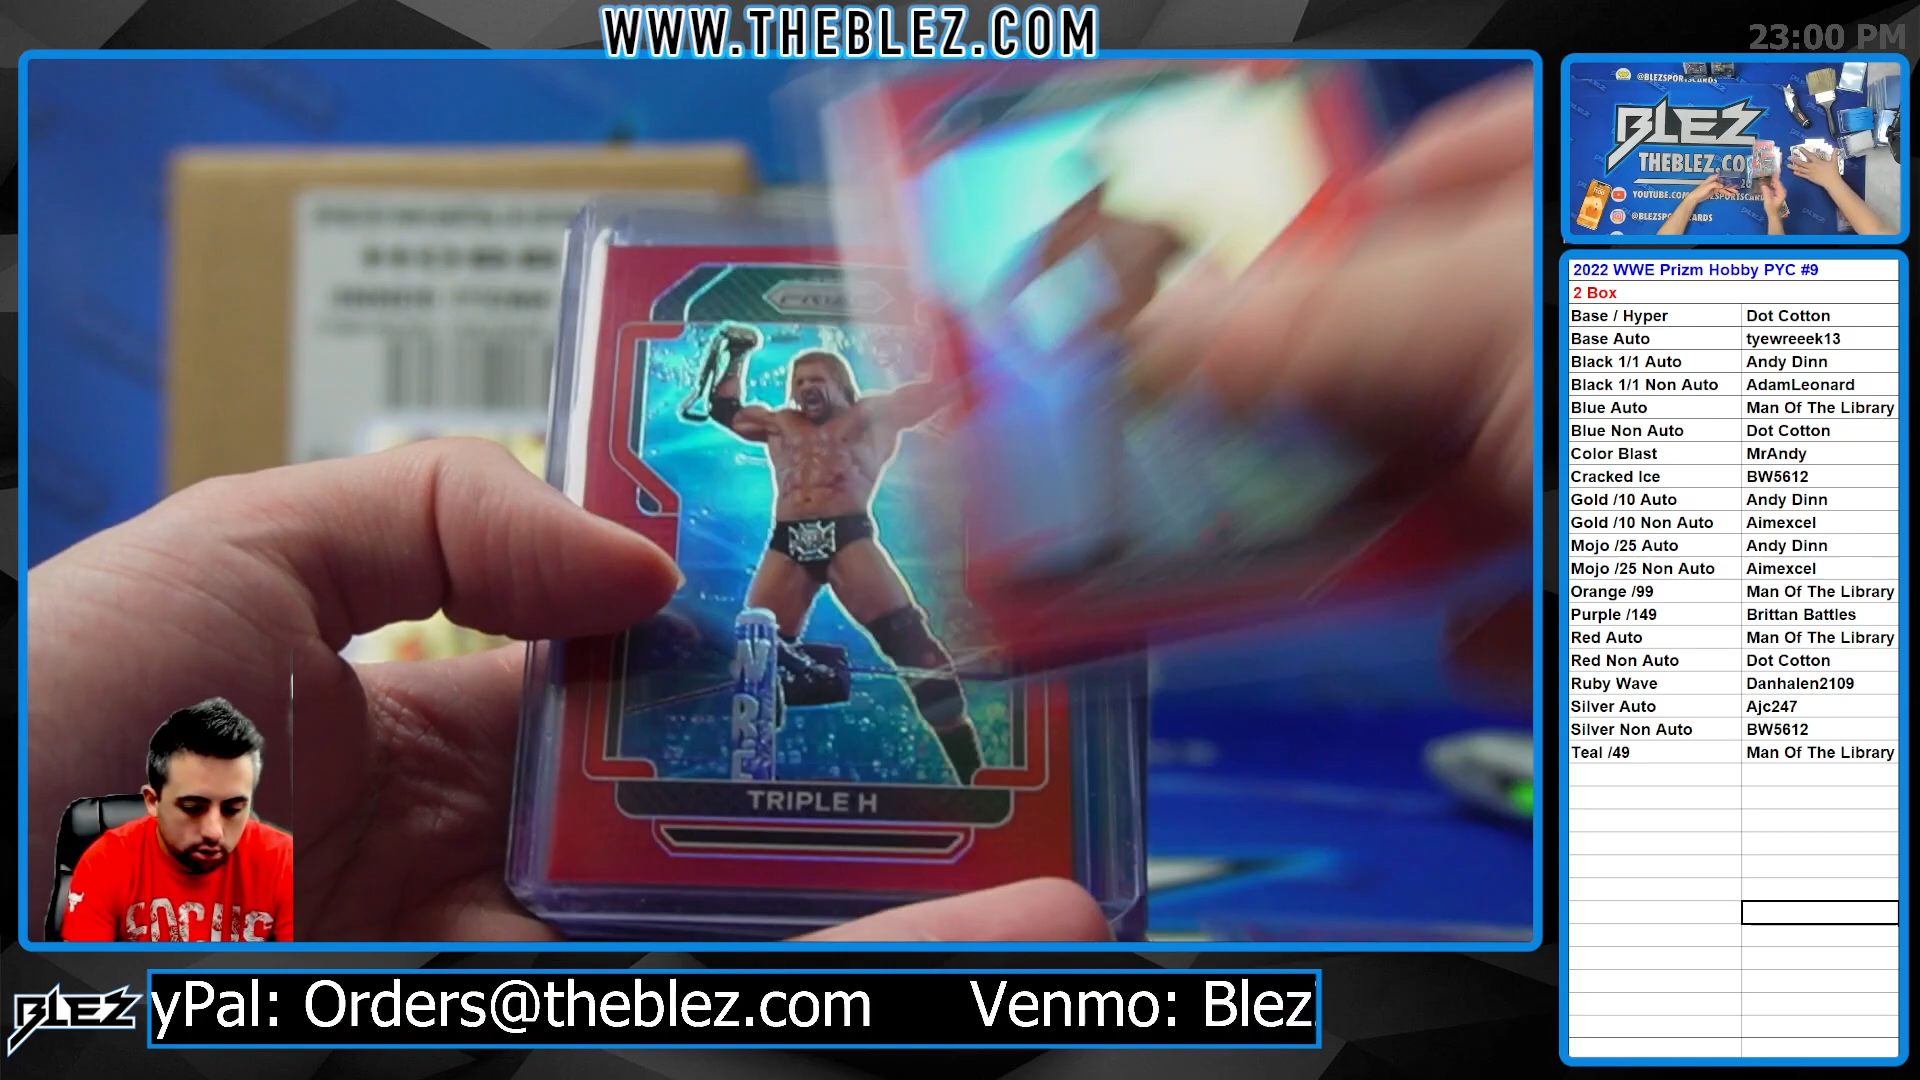 WWW.THEBLEZ.COM
23:00 PM
@BLEZSPORTSCARDS
BLEZ
THEBLEZ.CO
@BLEZSPO CARDS
2022 WWE Prizm Hobby PYC #9
2 Box
Base / Hyper Dot Cotton
Base Auto tyewreeek13
Black 1/1 Auto Andy Dinn
Black 1/1 Non Auto AdamLeonard
Blue Auto Man Of The Library
Blue Non Auto Dot Cotton
Color Blast MrAndy
Cracked Ice BW5612
Gold /10 Auto Andy Dinn
Gold /10 Non Auto Aimexcel
Mojo /25 Auto Andy Dinn
Mojo /25 Non Auto Aimexcel
Orange /99 Man Of The Library
Purple /149 Brittan Battles
Red Auto Man Of The Library
Red Non Auto Dot Cotton
Ruby Wave Danhalen2109
Silver Auto Ajc247
Silver Non Auto BW5612
Teal /49 Man Of The Library
PRIZM
TRIPLE H
FOCUS
BLEZ
yPal: Orders@theblez.com Venmo: Blez